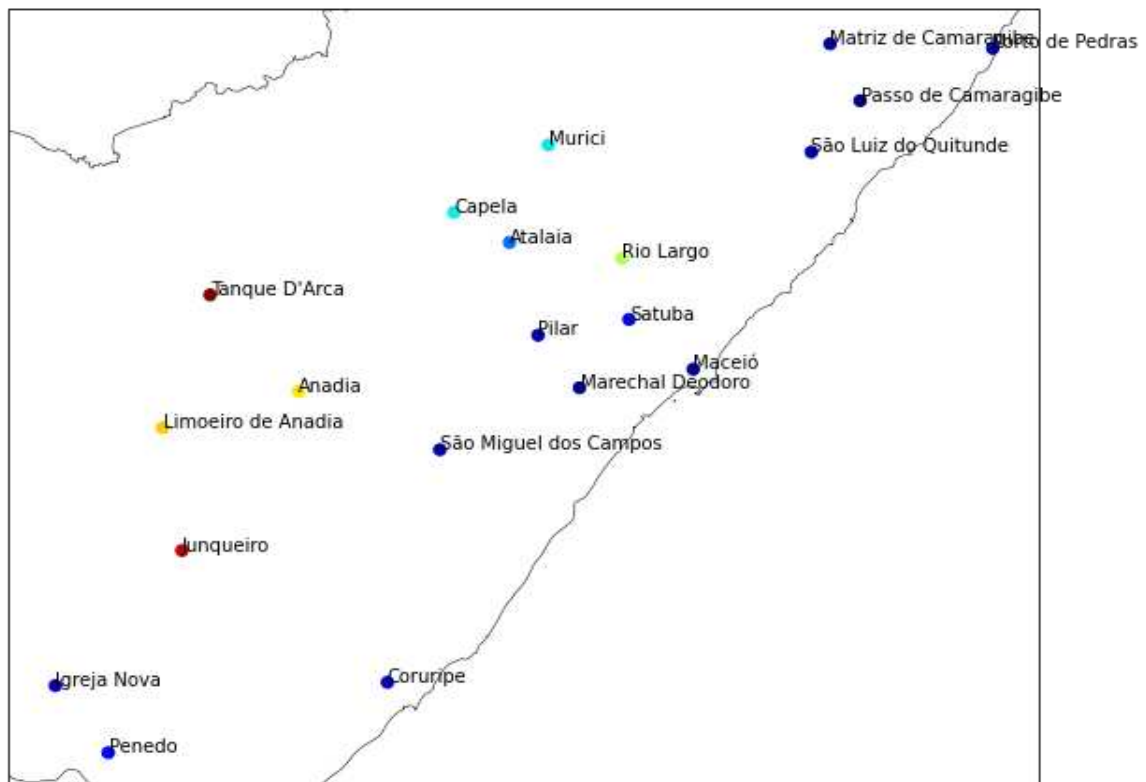 Matriz de Camaragibe
Porto de Pedras
Passo de Camaragibe
São Luiz do Quitunde
Murici
Capela
Atalaia
Rio Largo
Tanque D'Arca
Satuba
Pilar
Maceió
Marechal Deodoro
Anadia
Limoeiro de Anadia
São Miguel dos Campos
Junqueiro
Igreja Nova
Coruripe
Penedo